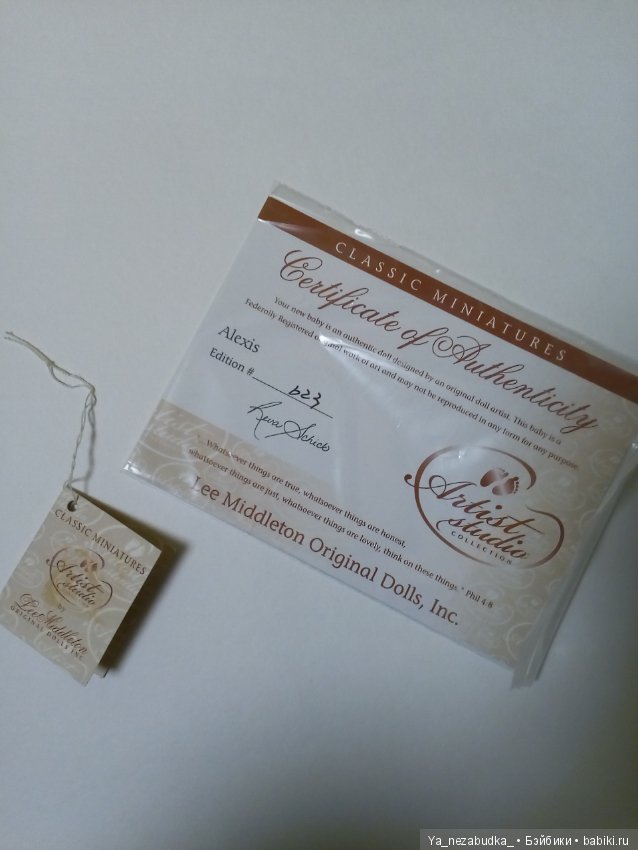 CLASSIC MINIATURES
Certificate of Authenticity
Your new baby is an authentic doll designed by an original doll artist. This baby is a
Federally Registered original work of art and may not be reproduced in any form for any purpose.
Alexis
Edition # 623
Reva Schick
"...Whatsoever things are true, whatsoever things are honest,
whatsoever things are just, whatsoever things are lovely, think on these things." Phil 4:8
Lee Middleton Original Dolls, Inc.
Artist
studio
COLLECTION
CLASSIC MINIATURES
Artist
studio
by
Lee Middleton
ORIGINAL DOLLS INC.
Ya_nezabudka_ • Бэйбики • babiki.ru